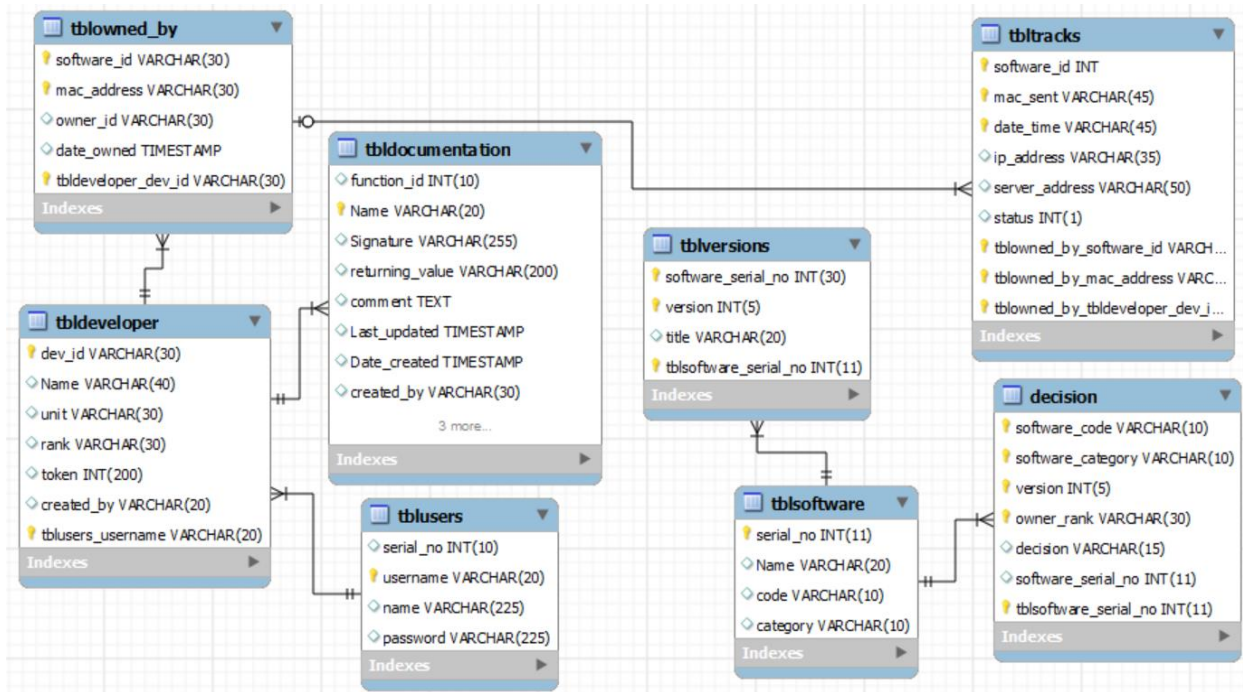 tblowned_by
software_id VARCHAR(30)
mac_address VARCHAR(30)
owner_id VARCHAR(30)
date_owned TIMESTAMP
tbldeveloper_dev_id VARCHAR(30)
Indexes
tbldocumentation
function_id INT(10)
Name VARCHAR(20)
Signature VARCHAR(255)
returning_value VARCHAR(200)
comment TEXT
Last_updated TIMESTAMP
Date_created TIMESTAMP
created_by VARCHAR(30)
3 more...
Indexes
tbltracks
software_id INT
mac_sent VARCHAR(45)
date_time VARCHAR(45)
ip_address VARCHAR(35)
server_address VARCHAR(50)
status INT(1)
tblowned_by_software_id VARCH...
tblowned_by_mac_address VARC...
tblowned_by_tbldeveloper_dev_i...
Indexes
tblversions
software_serial_no INT(30)
version INT(5)
title VARCHAR(20)
tblsoftware_serial_no INT(11)
Indexes
tbldeveloper
dev_id VARCHAR(30)
Name VARCHAR(40)
unit VARCHAR(30)
rank VARCHAR(30)
token INT(200)
created_by VARCHAR(20)
tblusers_username VARCHAR(20)
Indexes
tblusers
serial_no INT(10)
username VARCHAR(20)
name VARCHAR(225)
password VARCHAR(225)
Indexes
tblsoftware
serial_no INT(11)
Name VARCHAR(20)
code VARCHAR(10)
category VARCHAR(10)
Indexes
decision
software_code VARCHAR(10)
software_category VARCHAR(10)
version INT(5)
owner_rank VARCHAR(30)
decision VARCHAR(15)
software_serial_no INT(11)
tblsoftware_serial_no INT(11)
Indexes